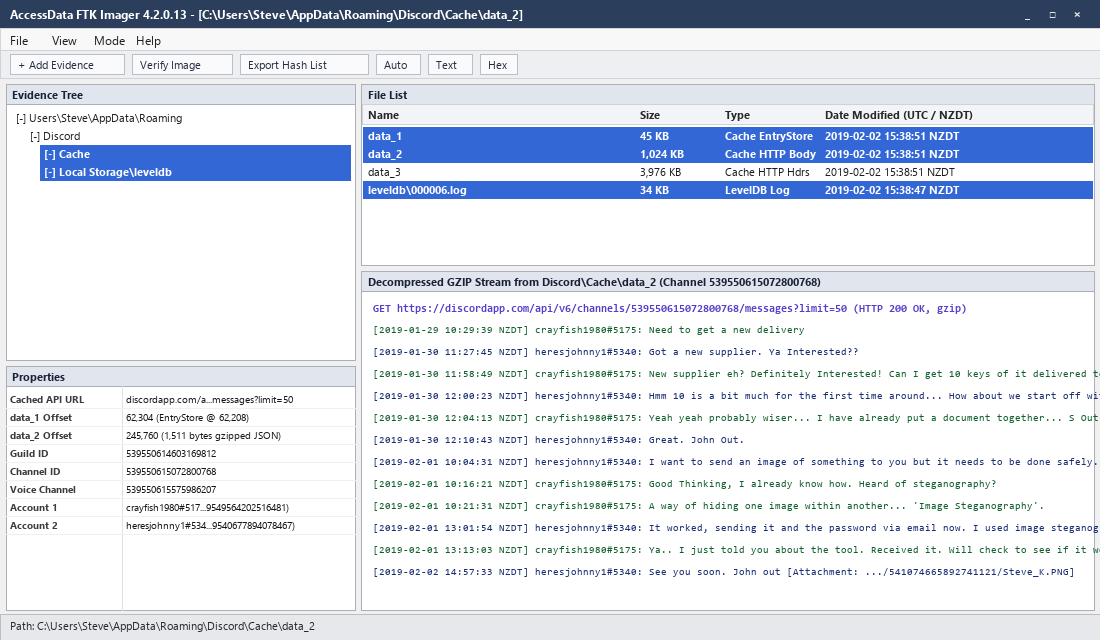 AccessData FTK Imager 4.2.0.13 - [C:\Users\Steve\AppData\Roaming\Discord\Cache\data_2]
File View Mode Help
+ Add Evidence Verify Image Export Hash List Auto Text Hex
Evidence Tree
[-] Users\Steve\AppData\Roaming
[-] Discord
[-] Cache
[-] Local Storage\leveldb
File List
Name Size Type Date Modified (UTC / NZDT)
data_1 45 KB Cache EntryStore 2019-02-02 15:38:51 NZDT
data_2 1,024 KB Cache HTTP Body 2019-02-02 15:38:51 NZDT
data_3 3,976 KB Cache HTTP Hdrs 2019-02-02 15:38:51 NZDT
leveldb\000006.log 34 KB LevelDB Log 2019-02-02 15:38:47 NZDT
Properties
Cached API URL discordapp.com/a...messages?limit=50
data_1 Offset 62,304 (EntryStore @ 62,208)
data_2 Offset 245,760 (1,511 bytes gzipped JSON)
Guild ID 539550614603169812
Channel ID 539550615072800768
Voice Channel 539550615575986207
Account 1 crayfish1980#517...9549564202516481)
Account 2 heresjohnny1#534...9540677894078467)
Decompressed GZIP Stream from Discord\Cache\data_2 (Channel 539550615072800768)
GET https://discordapp.com/api/v6/channels/539550615072800768/messages?limit=50 (HTTP 200 OK, gzip)
[2019-01-29 10:29:39 NZDT] crayfish1980#5175: Need to get a new delivery
[2019-01-30 11:27:45 NZDT] heresjohnny1#5340: Got a new supplier. Ya Interested??
[2019-01-30 11:58:49 NZDT] crayfish1980#5175: New supplier eh? Definitely Interested! Can I get 10 keys of it delivered
[2019-01-30 12:00:23 NZDT] heresjohnny1#5340: Hmm 10 is a bit much for the first time around... How about we start off
[2019-01-30 12:04:13 NZDT] crayfish1980#5175: Yeah yeah probably wiser... I have already put a document together... S Out
[2019-01-30 12:10:43 NZDT] heresjohnny1#5340: Great. John Out.
[2019-02-01 10:04:31 NZDT] heresjohnny1#5340: I want to send an image of something to you but it needs to be done safely.
[2019-02-01 10:16:21 NZDT] crayfish1980#5175: Good Thinking, I already know how. Heard of steganography?
[2019-02-01 10:21:31 NZDT] crayfish1980#5175: A way of hiding one image within another... 'Image Steganography'.
[2019-02-01 13:01:54 NZDT] heresjohnny1#5340: It worked, sending it and the password via email now. I used image
[2019-02-01 13:13:03 NZDT] crayfish1980#5175: Ya.. I just told you about the tool. Received it. Will check to see if it
[2019-02-02 14:57:33 NZDT] heresjohnny1#5340: See you soon. John out [Attachment: .../541074665892741121/Steve_K.PNG]
Path: C:\Users\Steve\AppData\Roaming\Discord\Cache\data_2